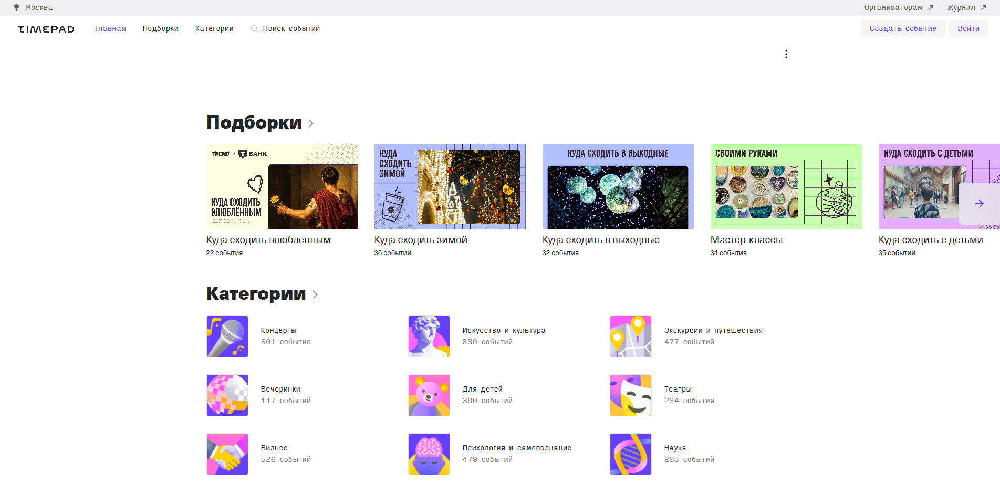 Москва
Организаторам
Журнал
TIMEPAD
Главная
Подборки
Категории
Поиск событий
Создать событие
Войти
Подборки
TIMEPAD × Т БАНК
КУДА СХОДИТЬ
ВЛЮБЛЁННЫМ
КУДА
СХОДИТЬ
ЗИМОЙ
КУДА СХОДИТЬ В ВЫХОДНЫЕ
СВОИМИ РУКАМИ
КУДА СХОДИТЬ С ДЕТЬМИ
Куда сходить влюбленным
22 события
Куда сходить зимой
36 событий
Куда сходить в выходные
32 события
Мастер-классы
34 события
Куда сходить с детьми
35 событий
Категории
Концерты
501 событие
Искусство и культура
830 событий
Экскурсии и путешествия
477 событий
Вечеринки
117 событий
Для детей
390 событий
Театры
234 события
Бизнес
526 событий
Психология и самопознание
479 событий
Наука
208 событий